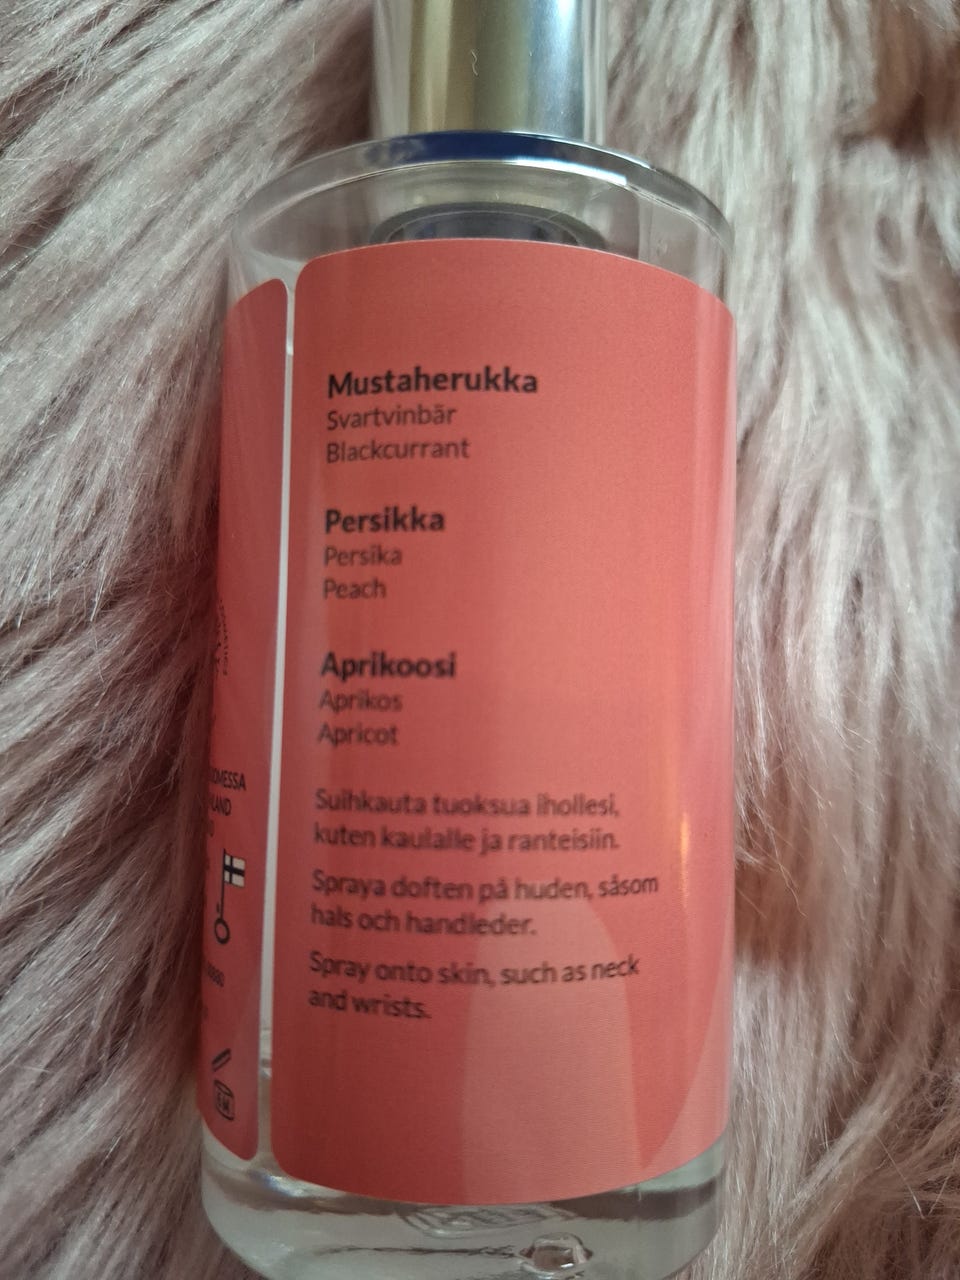 Mustaherukka
Svartvinbär
Blackcurrant
Persikka
Persika
Peach
Aprikoosi
Aprikos
Apricot
Suihkauta tuoksua ihollesi,
kuten kaulalle ja ranteisiin.
Spraya doften på huden, såsom
hals och handleder.
Spray onto skin, such as neck
and wrists.